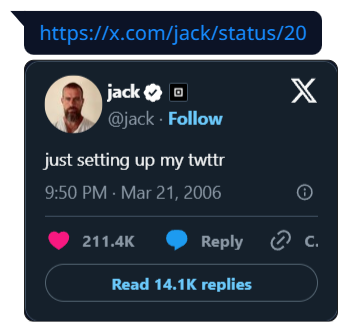 https://x.com/jack/status/20
jack
@jack · Follow
just setting up my twttr
9:50 PM · Mar 21, 2006
211.4K Reply C.
Read 14.1K replies